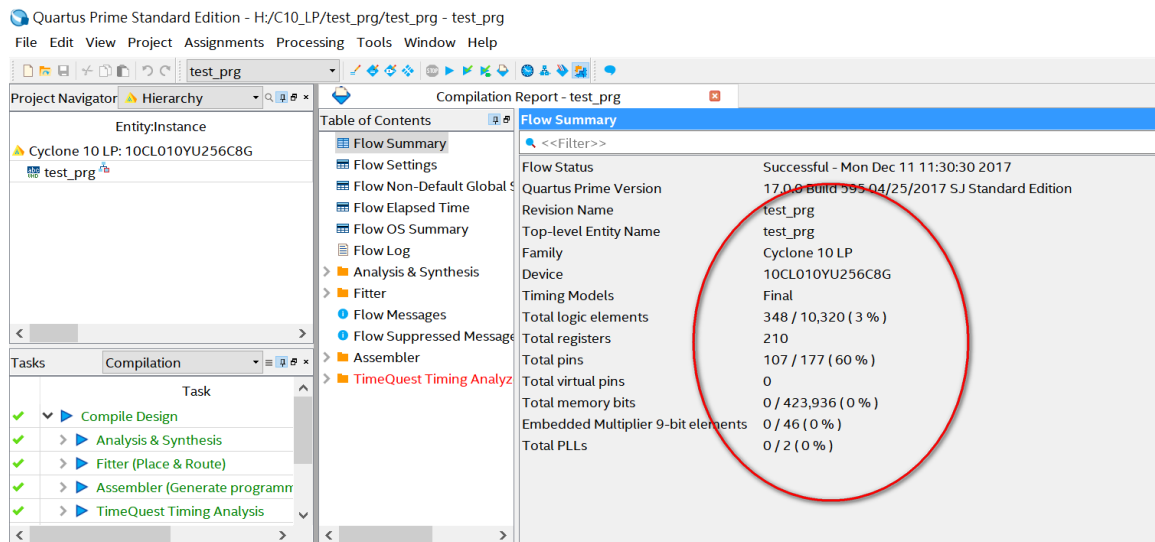 Quartus Prime Standard Edition - H:/C10_LP/test_prg/test_prg - test_prg
File Edit View Project Assignments Processing Tools Window Help
test_prg
Project Navigator Hierarchy
Entity:Instance
Cyclone 10 LP: 10CL010YU256C8G
test_prg
Tasks Compilation
Task
Compile Design
Analysis & Synthesis
Fitter (Place & Route)
Assembler (Generate programm
TimeQuest Timing Analysis
Compilation Report - test_prg
Table of Contents
Flow Summary
Flow Settings
Flow Non-Default Global S
Flow Elapsed Time
Flow OS Summary
Flow Log
Analysis & Synthesis
Fitter
Flow Messages
Flow Suppressed Message
Assembler
TimeQuest Timing Analyz
Flow Summary
<<Filter>>
Flow Status Successful - Mon Dec 11 11:30:30 2017
Quartus Prime Version 17.0.0 Build 595 04/25/2017 SJ Standard Edition
Revision Name test_prg
Top-level Entity Name test_prg
Family Cyclone 10 LP
Device 10CL010YU256C8G
Timing Models Final
Total logic elements 348 / 10,320 ( 3 % )
Total registers 210
Total pins 107 / 177 ( 60 % )
Total virtual pins 0
Total memory bits 0 / 423,936 ( 0 % )
Embedded Multiplier 9-bit elements 0 / 46 ( 0 % )
Total PLLs 0 / 2 ( 0 % )